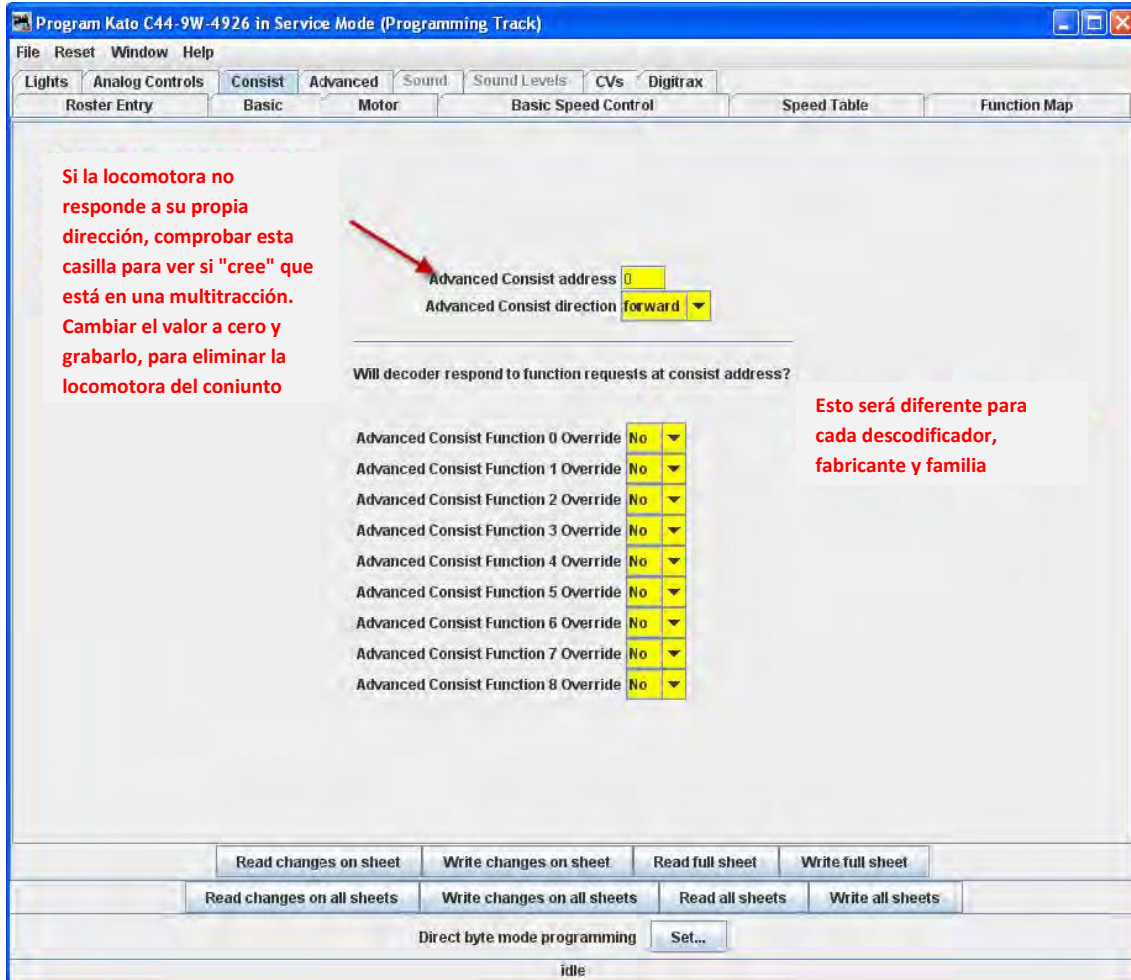 Program Kato C44-9W-4926 in Service Mode (Programming Track)
File Reset Window Help
Lights Analog Controls Consist Advanced Sound Sound Levels CVs Digitrax
Roster Entry Basic Motor Basic Speed Control Speed Table Function Map
Si la locomotora no
responde a su propia
dirección, comprobar esta
casilla para ver si "cree" que
está en una multitracción.
Cambiar el valor a cero y
grabarlo, para eliminar la
locomotora del coniunto
Advanced Consist address 0
Advanced Consist direction forward
Will decoder respond to function requests at consist address?
Esto será diferente para
cada descodificador,
fabricante y familia
Advanced Consist Function 0 Override No
Advanced Consist Function 1 Override No
Advanced Consist Function 2 Override No
Advanced Consist Function 3 Override No
Advanced Consist Function 4 Override No
Advanced Consist Function 5 Override No
Advanced Consist Function 6 Override No
Advanced Consist Function 7 Override No
Advanced Consist Function 8 Override No
Read changes on sheet Write changes on sheet Read full sheet Write full sheet
Read changes on all sheets Write changes on all sheets Read all sheets Write all sheets
Direct byte mode programming Set...
idle